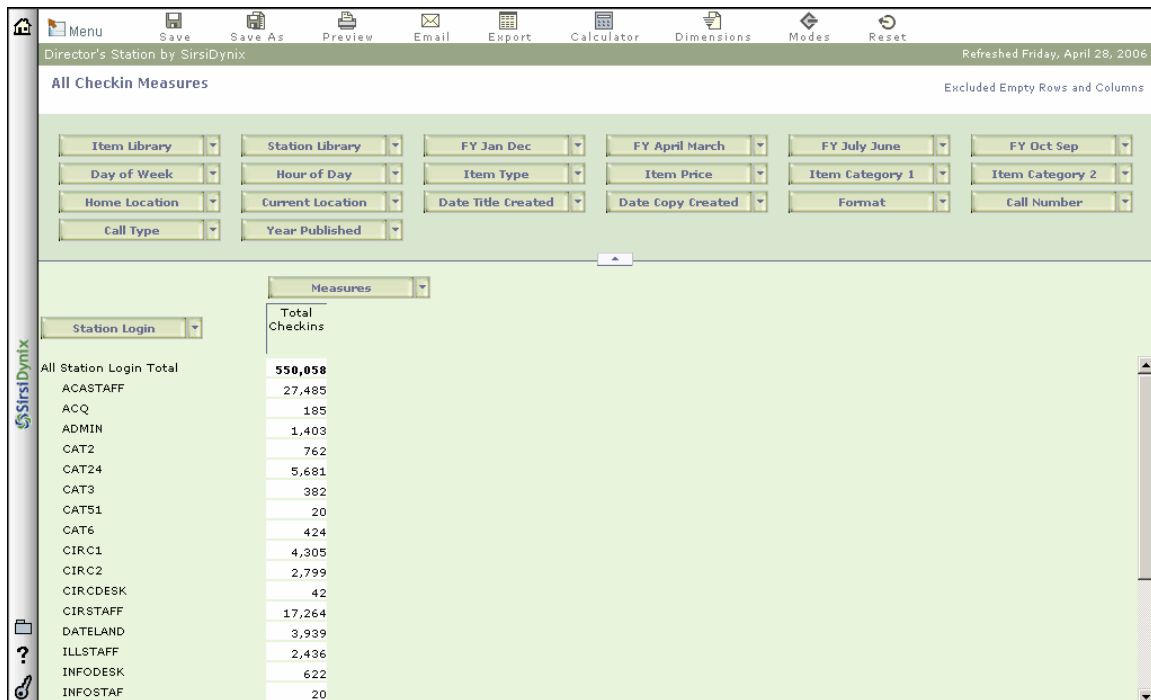 Menu
Save
Save As
Preview
Email
Export
Calculator
Dimensions
Modes
Reset
Director's Station by SirsiDynix
Refreshed Friday, April 28, 2006
All Checkin Measures
Excluded Empty Rows and Columns
Item Library Station Library FY Jan Dec FY April March FY July June FY Oct Sep
Day of Week Hour of Day Item Type Item Price Item Category 1 Item Category 2
Home Location Current Location Date Title Created Date Copy Created Format Call Number
Call Type Year Published
Measures
Station Login
Total
Checkins
All Station Login Total 550,058
ACASTAFF 27,485
ACQ 185
ADMIN 1,403
CAT2 762
CAT24 5,681
CAT3 382
CAT51 20
CAT6 424
CIRC1 4,305
CIRC2 2,799
CIRCDESK 42
CIRSTAFF 17,264
DATELAND 3,939
ILLSTAFF 2,436
INFODESK 622
INFOSTAF 20
SirsiDynix
?